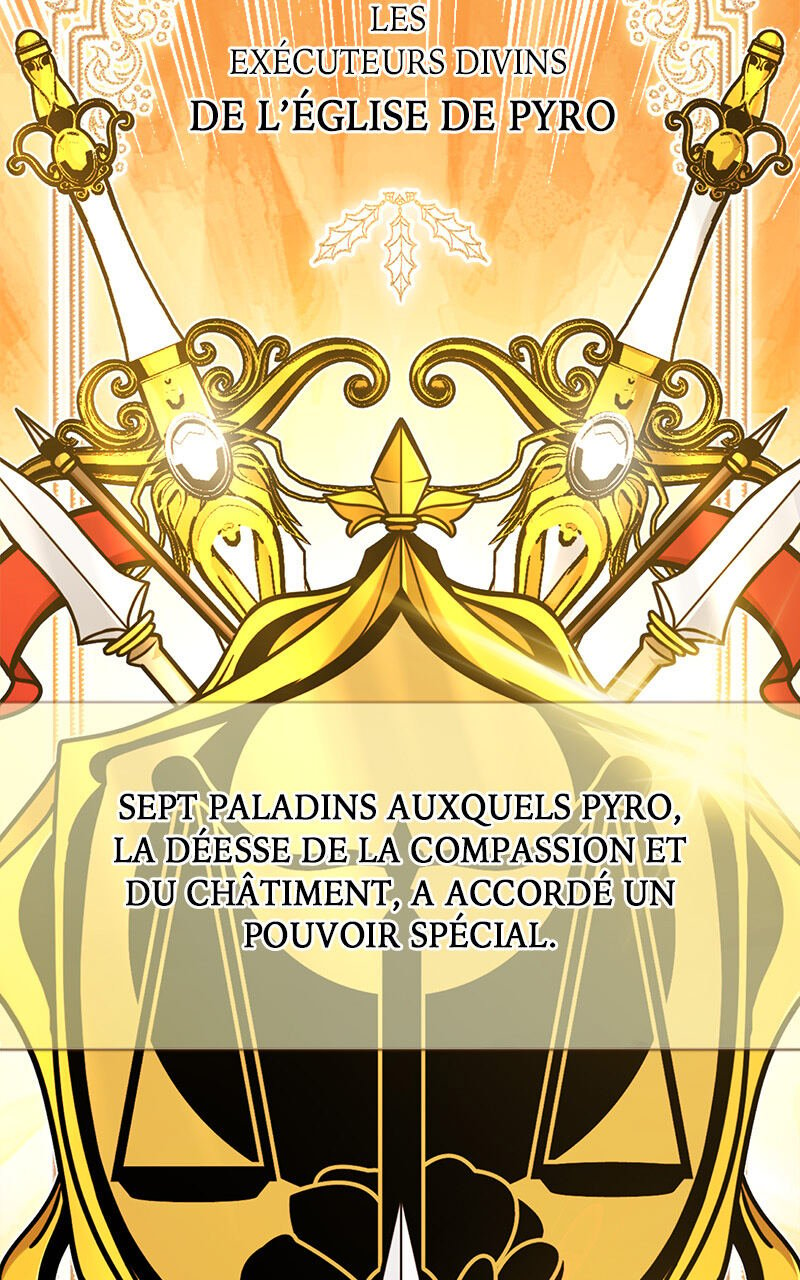 LES
EXÉCUTEURS DIVINS
DE L'ÉGLISE DE PYRO
SEPT PALADINS AUXQUELS PYRO,
LA DÉESSE DE LA COMPASSION ET
DU CHÂTIMENT, A ACCORDÉ UN
POUVOIR SPÉCIAL.